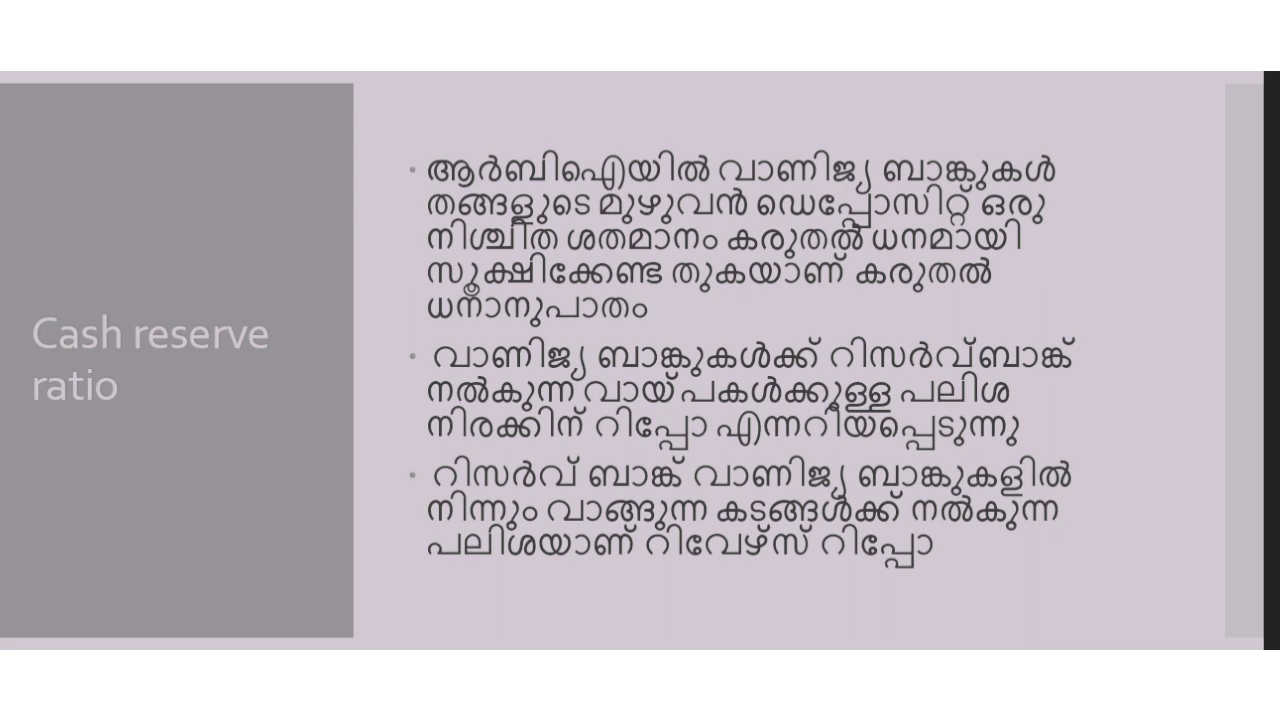 Cash reserve
ratio
• ആർബിഐയിൽ വാണിജ്യ ബാങ്കുകൾ
തങ്ങളുടെ മുഴുവൻ ഡെപ്പോസിറ്റ് ഒരു
നിശ്ചിത ശതമാനം കരുതൽ ധനമായി
സൂക്ഷിക്കേണ്ട തുകയാണ് കരുതൽ
ധനാനുപാതം
• വാണിജ്യ ബാങ്കുകൾക്ക് റിസർവ്ബാങ്ക്
നൽകുന്ന വായ്പകൾക്കുള്ള പലിശ
നിരക്കിന് റിപ്പോ എന്നറിയപ്പെടുന്നു
• റിസർവ് ബാങ്ക് വാണിജ്യ ബാങ്കുകളിൽ
നിന്നും വാങ്ങുന്ന കടങ്ങൾക്ക് നൽകുന്ന
പലിശയാണ് റിവേഴ്സ് റിപ്പോ